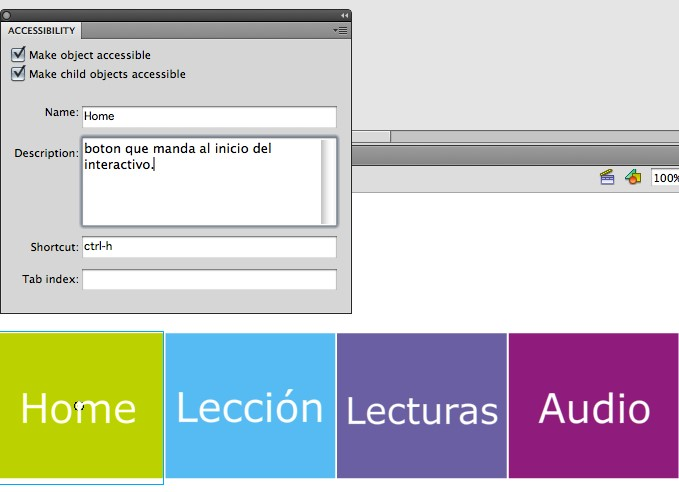 ACCESSIBILITY
Make object accessible
Make child objects accessible
Name: Home
Description: boton que manda al inicio del
interactivo.
Shortcut: ctrl-h
Tab index:
100%
Home Lección Lecturas Audio